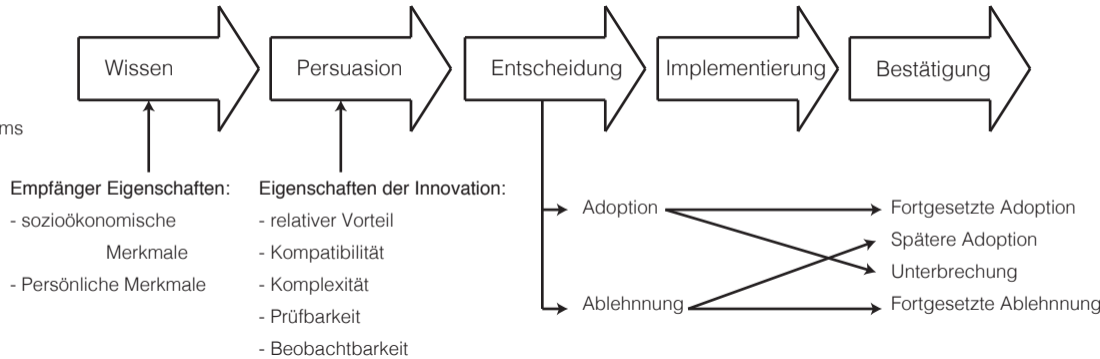 Wissen
Persuasion
Entscheidung
Implementierung
Bestätigung
ms
Empfänger Eigenschaften:
- sozioökonomische
Merkmale
- Persönliche Merkmale
Eigenschaften der Innovation:
- relativer Vorteil
- Kompatibilität
- Komplexität
- Prüfbarkeit
- Beobachtbarkeit
Adoption
Ablehnnung
Fortgesetzte Adoption
Spätere Adoption
Unterbrechung
Fortgesetzte Ablehnnung